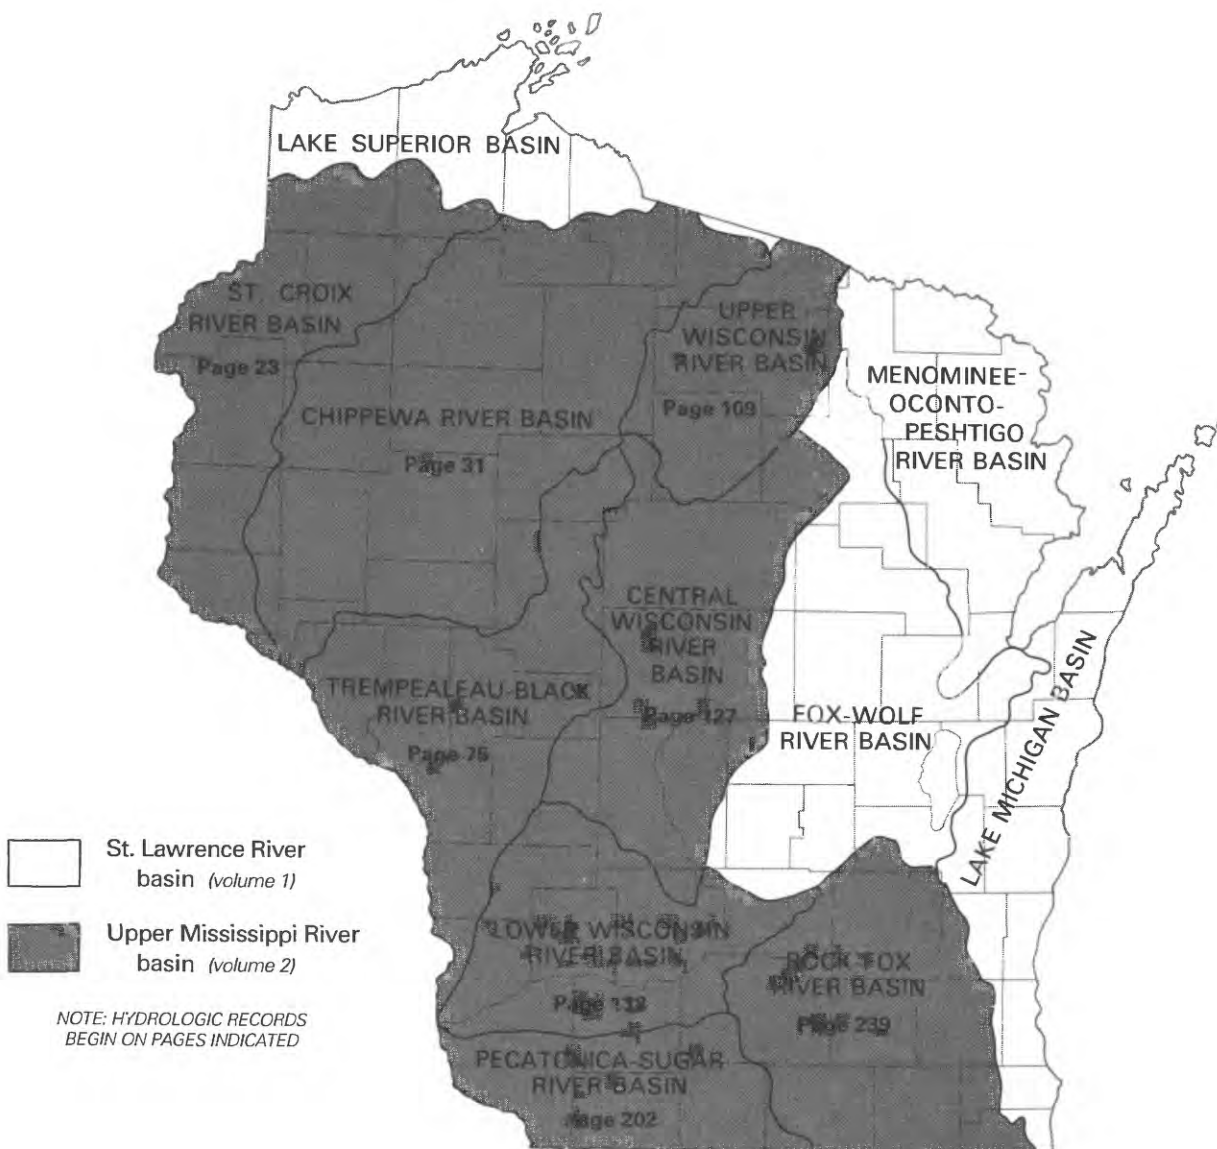 LAKE SUPERIOR BASIN
ST. CROIX
RIVER BASIN
Page 23
UPPER
WISCONSIN
RIVER BASIN
Page 109
MENOMINEE-
OCONTO-
PESHTIGO
RIVER BASIN
CHIPPEWA RIVER BASIN
Page 31
CENTRAL
WISCONSIN
RIVER
BASIN
Page 127
TREMPEALEAU-BLACK
RIVER BASIN
Page 75
FOX-WOLF
RIVER BASIN
LAKE MICHIGAN BASIN
St. Lawrence River
basin (volume 1)
Upper Mississippi River
basin (volume 2)
NOTE: HYDROLOGIC RECORDS
BEGIN ON PAGES INDICATED
LOWER WISCONSIN
RIVER BASIN
Page
ROCK-FOX
RIVER BASIN
Page 239
PECATONICA-SUGAR
RIVER BASIN
Page 202